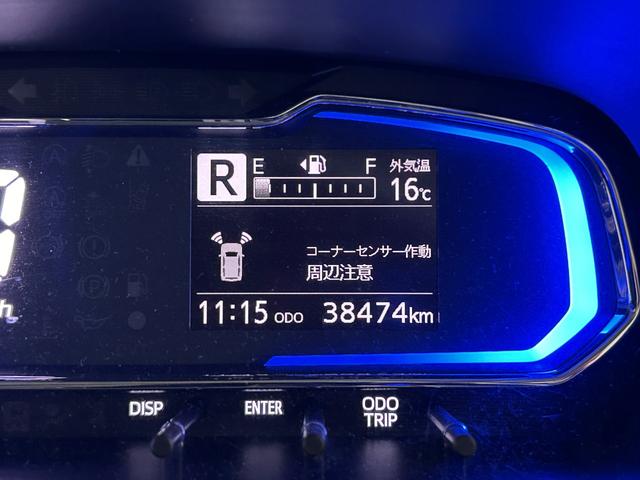 R E F 外気温
16℃
コーナーセンサー作動
周辺注意
11:15 ODO 38474km
DISP ENTER ODO
TRIP